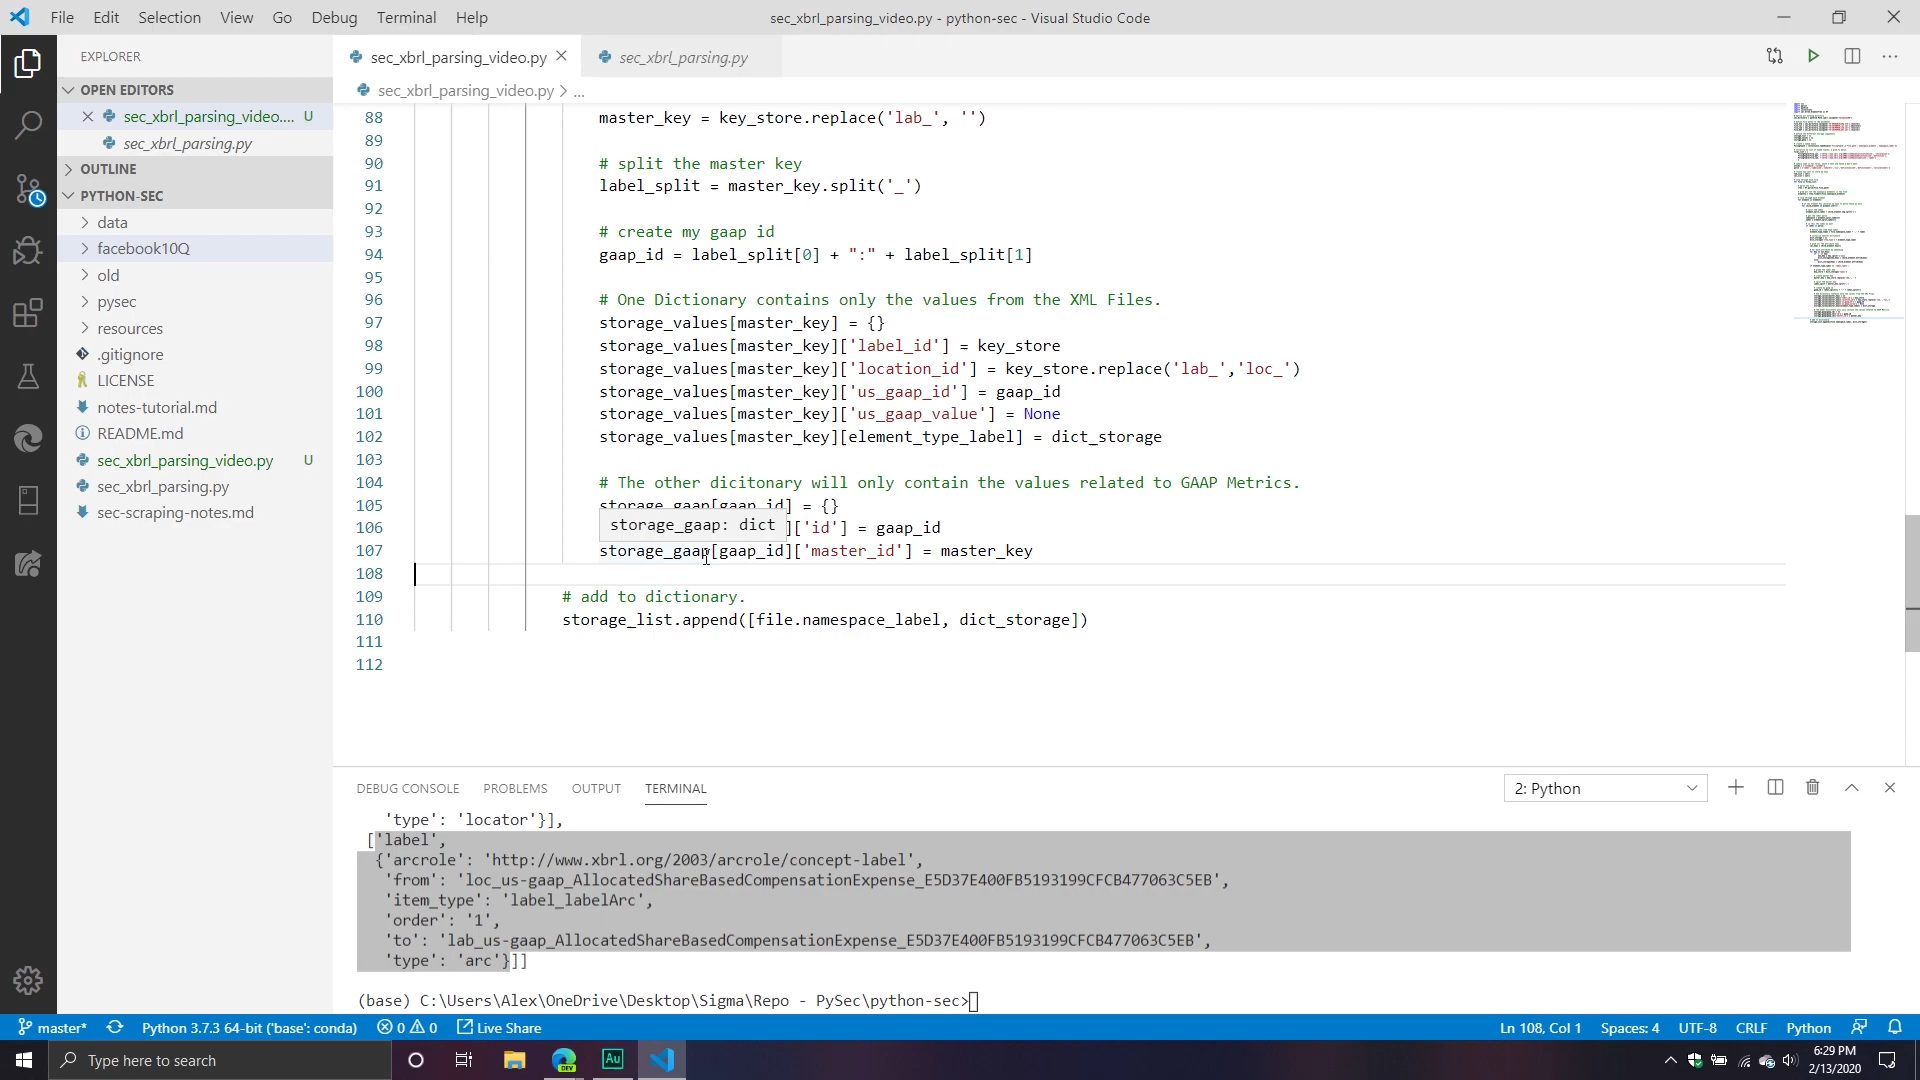 File Edit Selection View Go Debug Terminal Help
sec_xbrl_parsing_video.py - python-sec - Visual Studio Code
EXPLORER
sec_xbrl_parsing_video.py
sec_xbrl_parsing.py
OPEN EDITORS
sec_xbrl_parsing_video.py > ...
sec_xbrl_parsing_video.... U
sec_xbrl_parsing.py
OUTLINE
PYTHON-SEC
data
facebook10Q
old
pysec
resources
.gitignore
LICENSE
notes-tutorial.md
README.md
sec_xbrl_parsing_video.py U
sec_xbrl_parsing.py
sec-scraping-notes.md
88 master_key = key_store.replace('lab_', '')
89
90 # split the master key
91 label_split = master_key.split('_')
92
93 # create my gaap id
94 gaap_id = label_split[0] + ":" + label_split[1]
95
96 # One Dictionary contains only the values from the XML Files.
97 storage_values[master_key] = {}
98 storage_values[master_key]['label_id'] = key_store
99 storage_values[master_key]['location_id'] = key_store.replace('lab_','loc_')
100 storage_values[master_key]['us_gaap_id'] = gaap_id
101 storage_values[master_key]['us_gaap_value'] = None
102 storage_values[master_key][element_type_label] = dict_storage
103
104 # The other dicitonary will only contain the values related to GAAP Metrics.
105 storage_gaap[gaap_id] = {}
storage_gaap: dict
106 ]['id'] = gaap_id
107 storage_gaap[gaap_id]['master_id'] = master_key
108
109 # add to dictionary.
110 storage_list.append([file.namespace_label, dict_storage])
111
112
DEBUG CONSOLE PROBLEMS OUTPUT TERMINAL
2: Python
'type': 'locator'}],
['label',
{'arcrole': 'http://www.xbrl.org/2003/arcrole/concept-label',
'from': 'loc_us-gaap_AllocatedShareBasedCompensationExpense_E5D37E400FB5193199CFCB477063C5EB',
'item_type': 'label_labelArc',
'order': '1',
'to': 'lab_us-gaap_AllocatedShareBasedCompensationExpense_E5D37E400FB5193199CFCB477063C5EB',
'type': 'arc'}]]
(base) C:\Users\Alex\OneDrive\Desktop\Sigma\Repo - PySec\python-sec>
master* Python 3.7.3 64-bit ('base': conda) 0 0 Live Share Ln 108, Col 1 Spaces: 4 UTF-8 CRLF Python
Type here to search
DEV
Au
6:29 PM
2/13/2020